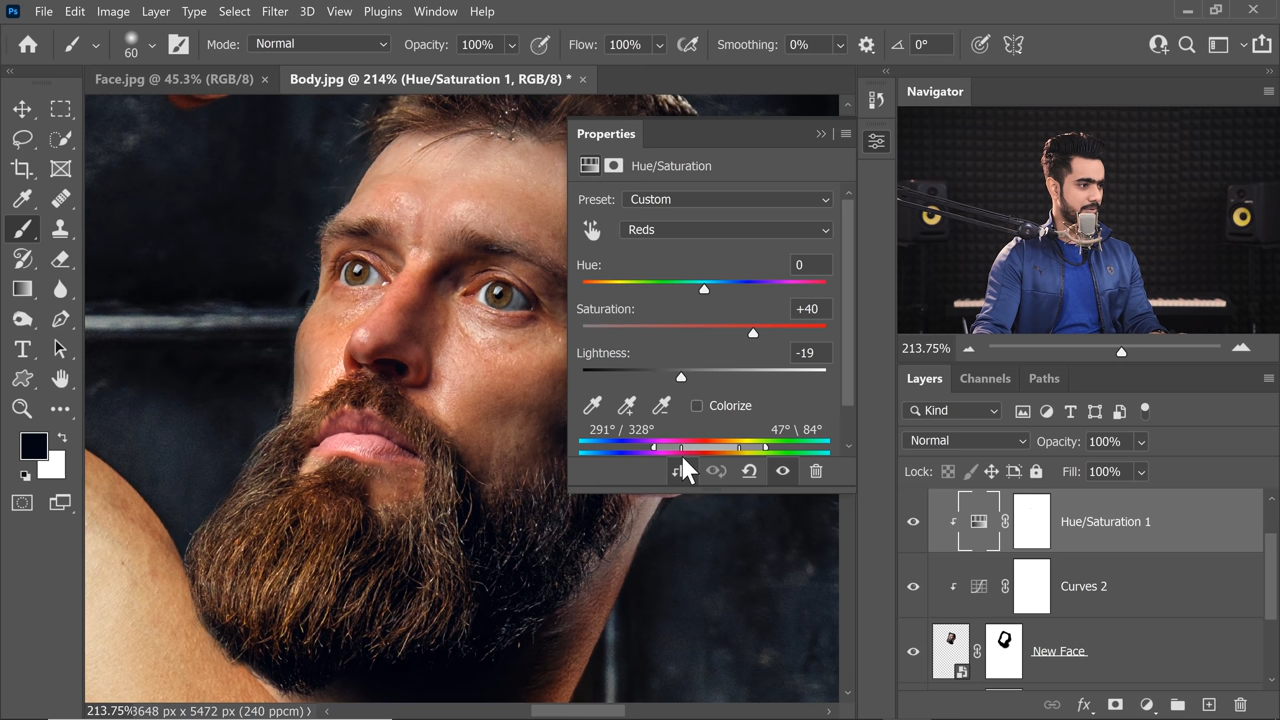 Ps File Edit Image Layer Type Select Filter 3D View Plugins Window Help
60 Mode: Normal Opacity: 100% Flow: 100% Smoothing: 0% 0°
Face.jpg @ 45.3% (RGB/8) × Body.jpg @ 214% (Hue/Saturation 1, RGB/8) * ×
Properties
Hue/Saturation
Preset: Custom
Reds
Hue: 0
Saturation: +40
Lightness: -19
Colorize
291° / 328° 47° \ 84°
213.75% 3648 px x 5472 px (240 ppcm)
Navigator
213.75%
Layers Channels Paths
Kind
Normal Opacity: 100%
Lock: Fill: 100%
Hue/Saturation 1
Curves 2
New Face
fx